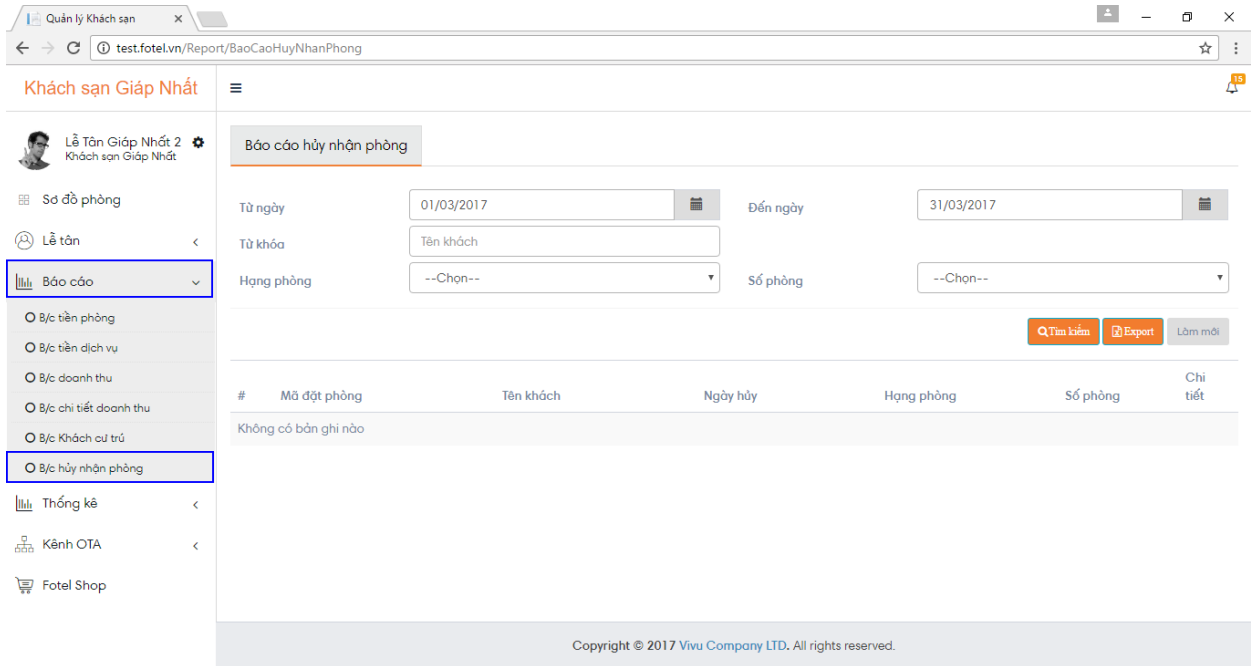 Quản lý Khách sạn
test.fotel.vn/Report/BaoCaoHuyNhanPhong
Khách sạn Giáp Nhất
15
Lễ Tân Giáp Nhất 2
Khách sạn Giáp Nhất
Sơ đồ phòng
Lễ tân
Báo cáo
B/c tiền phòng
B/c tiền dịch vụ
B/c doanh thu
B/c chi tiết doanh thu
B/c Khách cư trú
B/c hủy nhận phòng
Thống kê
Kênh OTA
Fotel Shop
Báo cáo hủy nhận phòng
Từ ngày 01/03/2017 Đến ngày 31/03/2017
Từ khóa Tên khách
Hạng phòng --Chọn-- Số phòng --Chọn--
Tìm kiếm Export Làm mới
# Mã đặt phòng Tên khách Ngày hủy Hạng phòng Số phòng Chi tiết
Không có bản ghi nào
Copyright © 2017 Vivu Company LTD. All rights reserved.